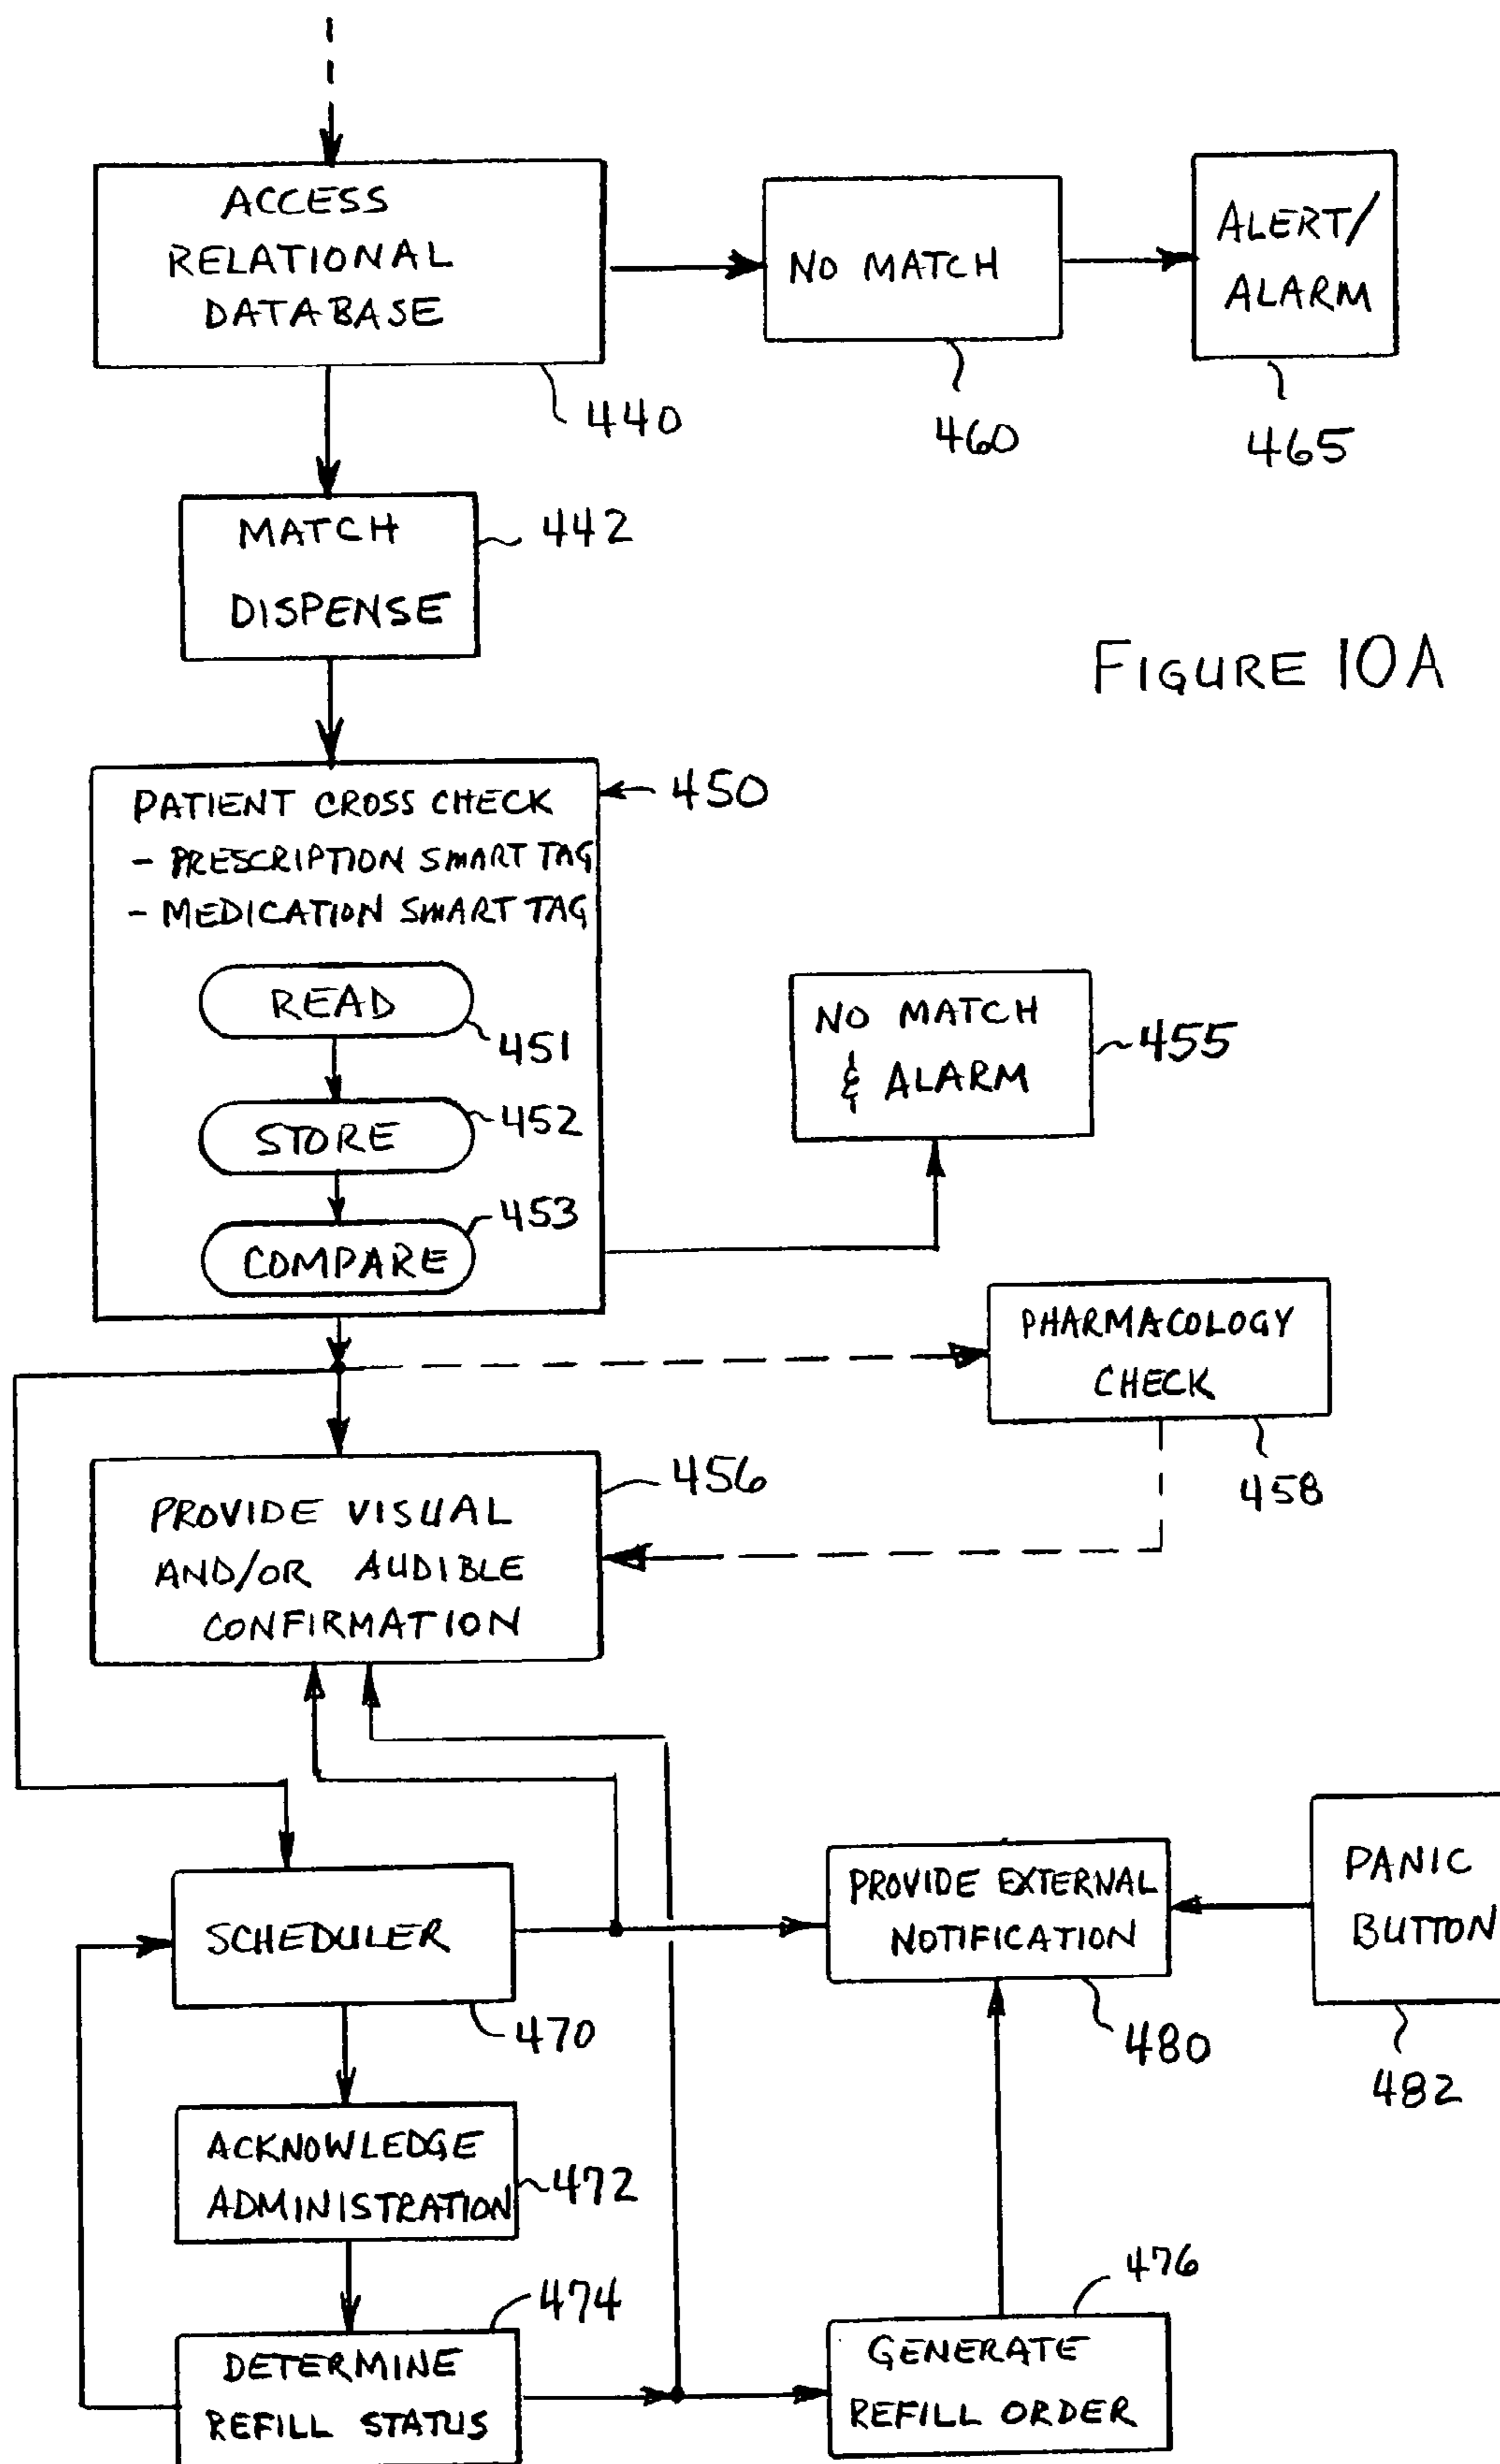 ACCESS
RELATIONAL
DATABASE
440
NO MATCH
460
ALERT/
ALARM
465
MATCH
DISPENSE
442
FIGURE 10A
PATIENT CROSS CHECK
- PRESCRIPTION SMART TAG
- MEDICATION SMART TAG
450
READ
451
STORE
452
COMPARE
453
NO MATCH
& ALARM
455
PHARMACOLOGY
CHECK
458
PROVIDE VISUAL
AND/OR AUDIBLE
CONFIRMATION
456
SCHEDULER
470
PROVIDE EXTERNAL
NOTIFICATION
480
PANIC
BUTTON
482
ACKNOWLEDGE
ADMINISTRATION
472
DETERMINE
REFILL STATUS
474
GENERATE
REFILL ORDER
476